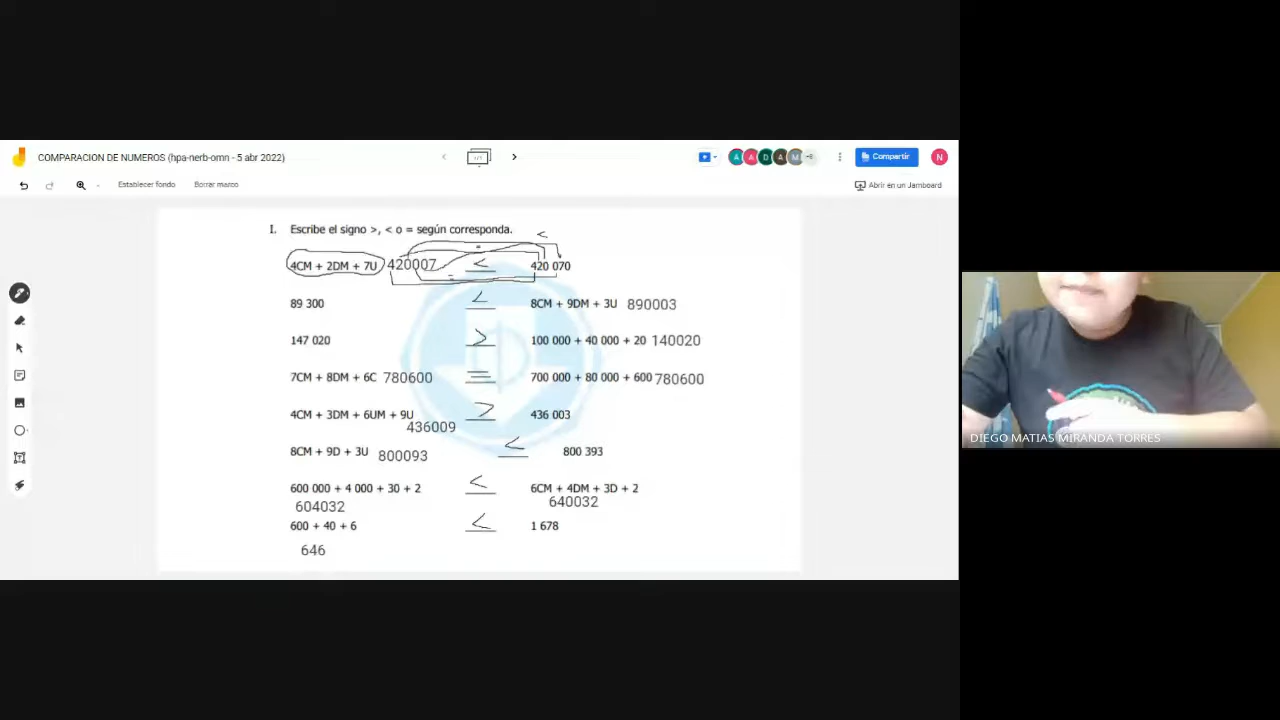 COMPARACION DE NUMEROS (hpa-nerb-omn - 5 abr 2022)
1/1
A A D A M +8
Compartir
N
Establecer fondo
Borrar marco
Abrir en un Jamboard
I. Escribe el signo >, < o = según corresponda.
= <
4CM + 2DM + 7U 420007 < 420 070
=
89 300 < 8CM + 9DM + 3U 890003
147 020 > 100 000 + 40 000 + 20 140020
7CM + 8DM + 6C 780600 = 700 000 + 80 000 + 600 780600
4CM + 3DM + 6UM + 9U > 436 003
436009
8CM + 9D + 3U 800093 < 800 393
600 000 + 4 000 + 30 + 2 < 6CM + 4DM + 3D + 2
604032 640032
600 + 40 + 6 < 1 678
646
DIEGO MATIAS MIRANDA TORRES